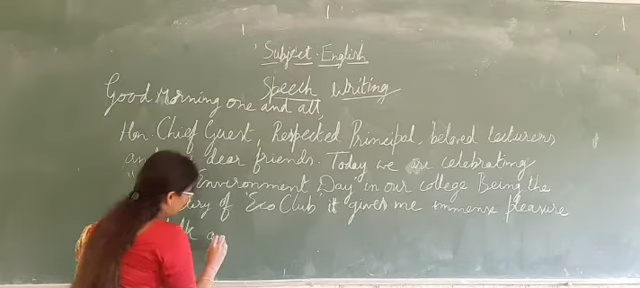 Subject. English
Speech Writing
Good Morning one and all,
Hon. Chief Guest, Respected Principal, beloved lecturers
dear friends. Today we are celebrating
Environment Day" in our college Being the
of 'Eco Club' it gives me immense pleasure